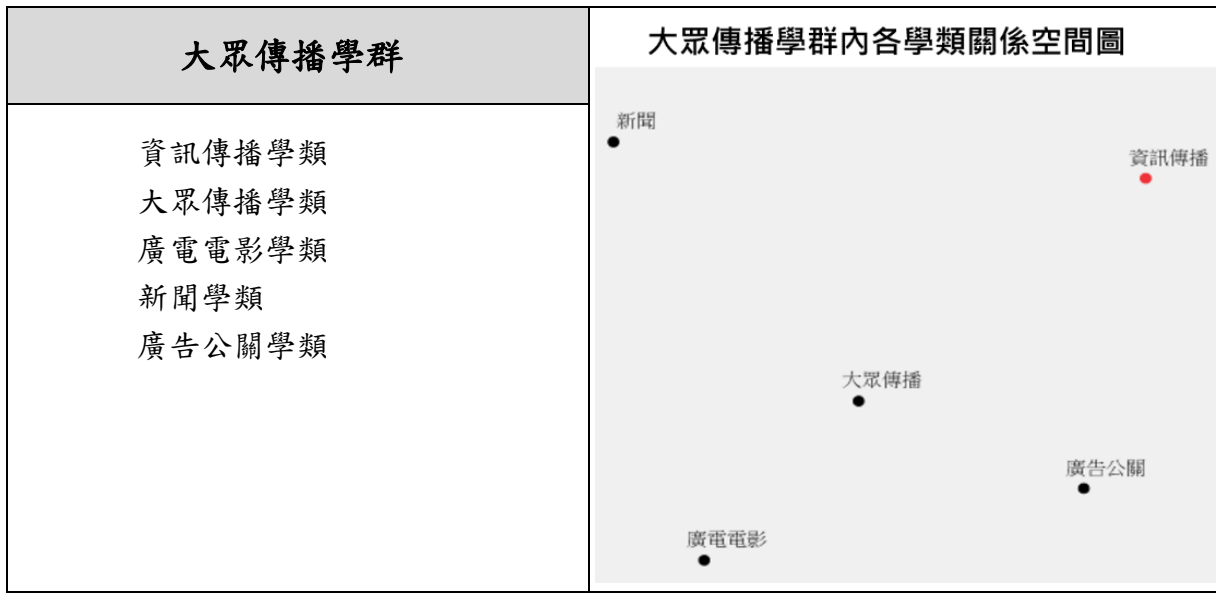 大眾傳播學群
資訊傳播學類
大眾傳播學類
廣電電影學類
新聞學類
廣告公關學類
大眾傳播學群內各學類關係空間圖
新聞
資訊傳播
大眾傳播
廣告公關
廣電電影